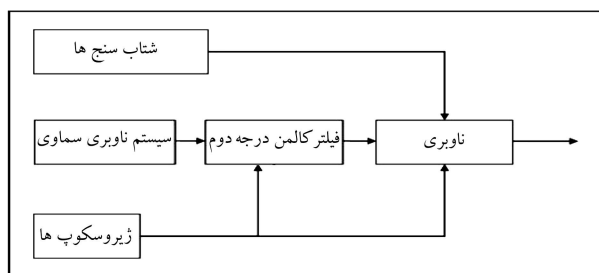 شتاب سنج ها
سیستم ناوبری سماوی
فیلتر کالمن درجه دوم
ناوبری
ژیروسکوپ ها